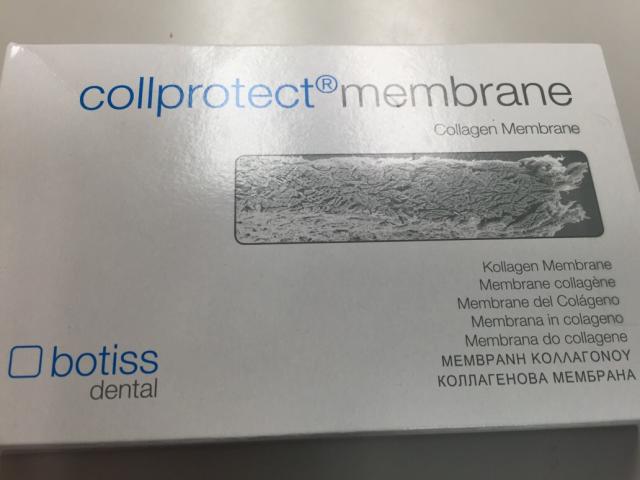 collprotect®membrane
Collagen Membrane
Kollagen Membrane
Membrane collagène
Membrane del Colágeno
Membrana in colageno
Membrana do collagene
ΜΕΜΒΡΑΝΗ ΚΟΛΛΑΓΟΝΟΥ
КОЛЛАГЕНОВА МЕМБРАНА
botiss
dental